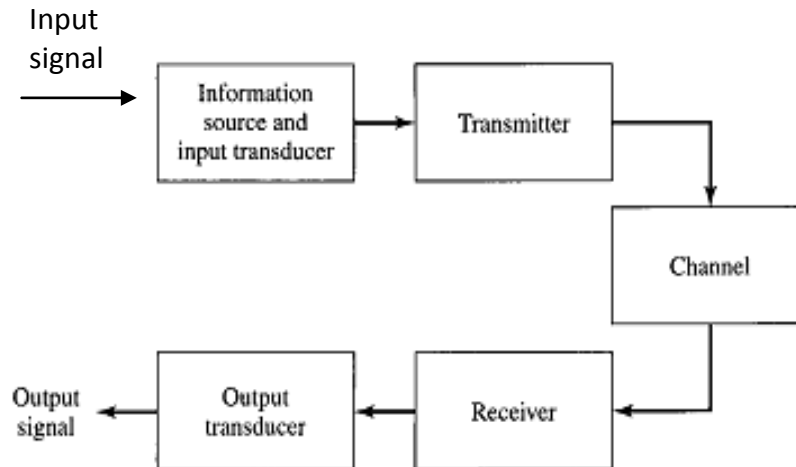 Input
signal
Information
source and
input transducer
Transmitter
Channel
Receiver
Output
transducer
Output
signal